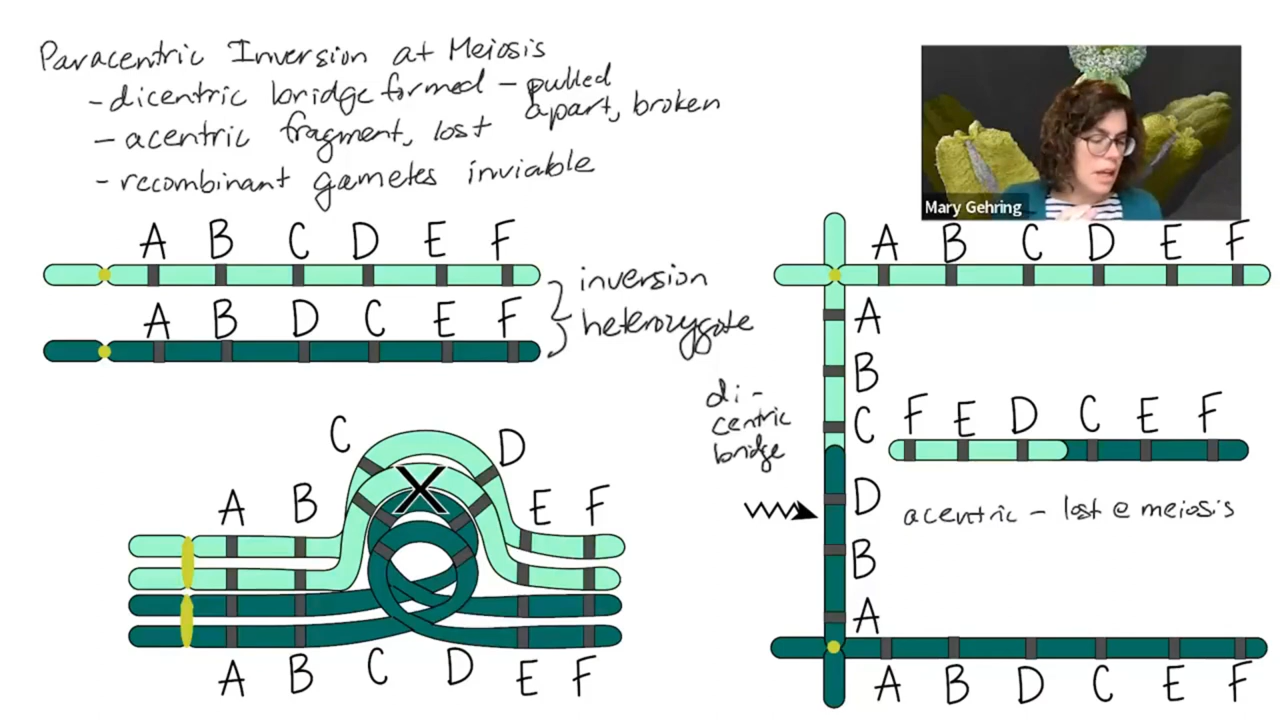 Paracentric Inversion at Meiosis
- dicentric bridge formed - pulled
apart, broken
- acentric fragment, lost
- recombinant gametes inviable
Mary Gehring
A B C D E F
A B D C E F
inversion
heterozygote
C D
A B E F
A B C D E F
A B C D E F
A
B
C
D
B
A
di-
centric
bridge
F E D C E F
acentric - lost @ meiosis
A B D C E F